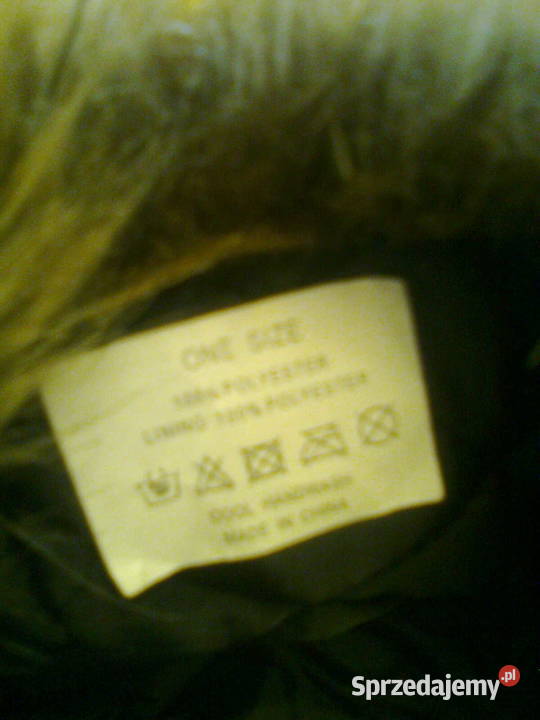 ONE SIZE
100% POLYESTER
LINING 100% POLYESTER
COOL HANDWASH
MADE IN CHINA
Sprzedajemy.pl